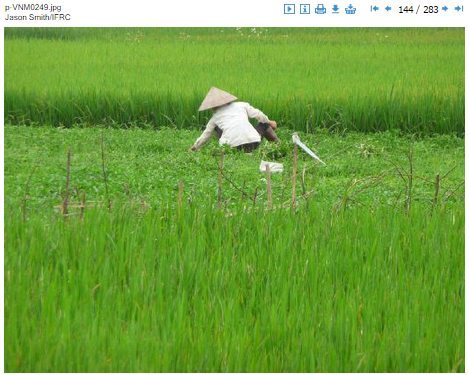 p-VNM0249.jpg
Jason Smith/IFRC
144 / 283